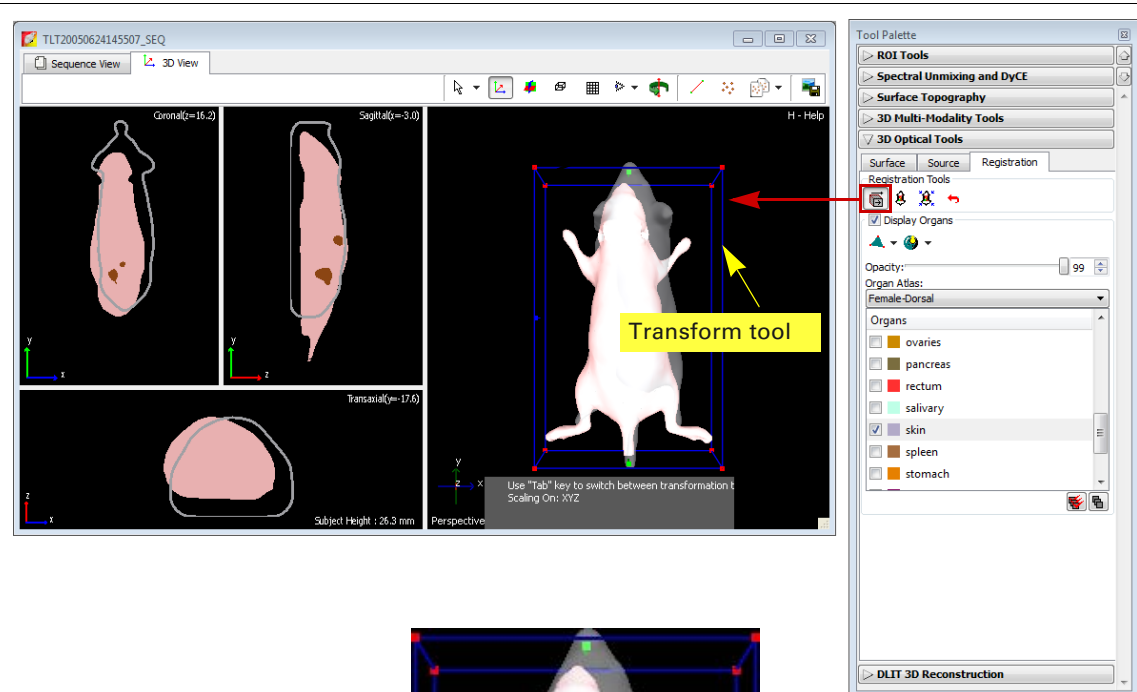 TLT20050624145507_SEQ
Sequence View
3D View
Coronal(z=16.2)
Sagittal(x=-3.0)
H - Help
y
x
y
z
Transaxial(y=-17.6)
z
x
Subject Height : 26.3 mm
Transform tool
y
z
x
Use "Tab" key to switch between transformation t
Scaling On: XYZ
Perspective
Tool Palette
ROI Tools
Spectral Unmixing and DyCE
Surface Topography
3D Multi-Modality Tools
3D Optical Tools
Surface Source Registration
Registration Tools
Display Organs
Opacity: 99
Organ Atlas:
Female-Dorsal
Organs
ovaries
pancreas
rectum
salivary
skin
spleen
stomach
DLIT 3D Reconstruction